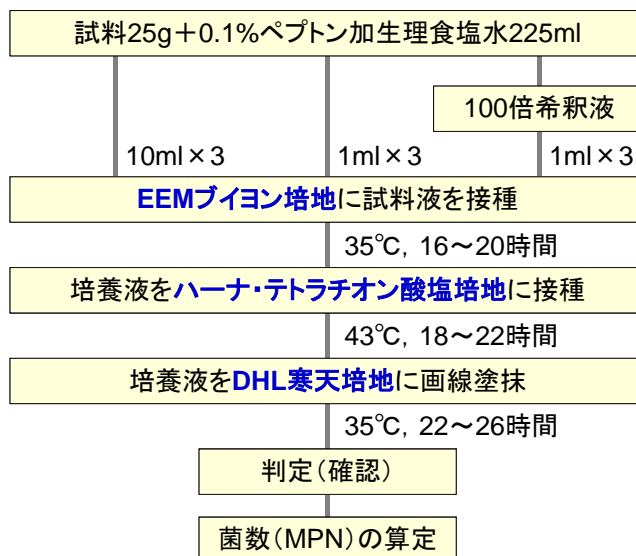 試料25g＋0.1％ペプトン加生理食塩水225ml
100倍希釈液
10ml×3
1ml×3
1ml×3
EEMブイヨン培地に試料液を接種
35℃，16～20時間
培養液をハーナ・テトラチオン酸塩培地に接種
43℃，18～22時間
培養液をDHL寒天培地に画線塗抹
35℃，22～26時間
判定（確認）
菌数（MPN）の算定